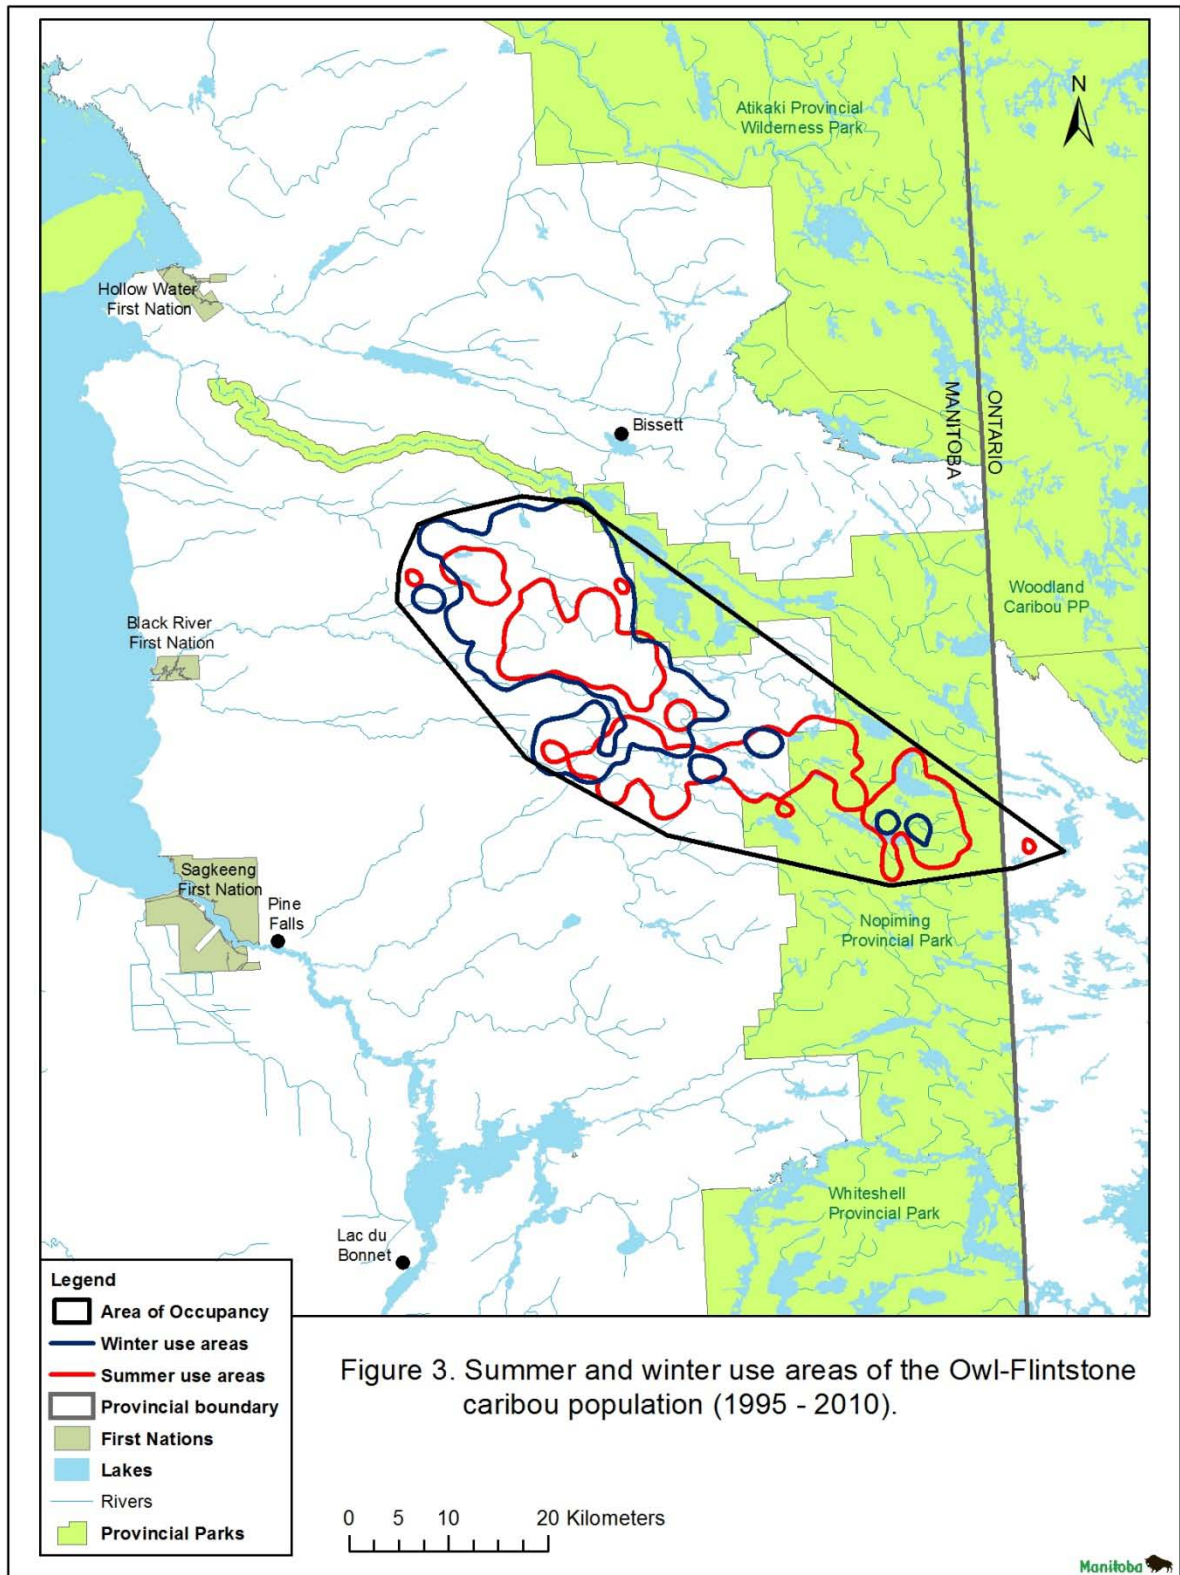 Atikaki Provincial
Wilderness Park
N
Hollow Water
First Nation
MANITOBA
ONTARIO
Bissett
Woodland
Caribou PP
Black River
First Nation
Sagkeeng
First Nation
Pine
Falls
Nopiming
Provincial Park
Whiteshell
Provincial Park
Lac du
Bonnet
Legend
Area of Occupancy
Winter use areas
Summer use areas
Provincial boundary
First Nations
Lakes
Rivers
Provincial Parks
Figure 3. Summer and winter use areas of the Owl-Flintstone
caribou population (1995 - 2010).
0 5 10 20 Kilometers
Manitoba